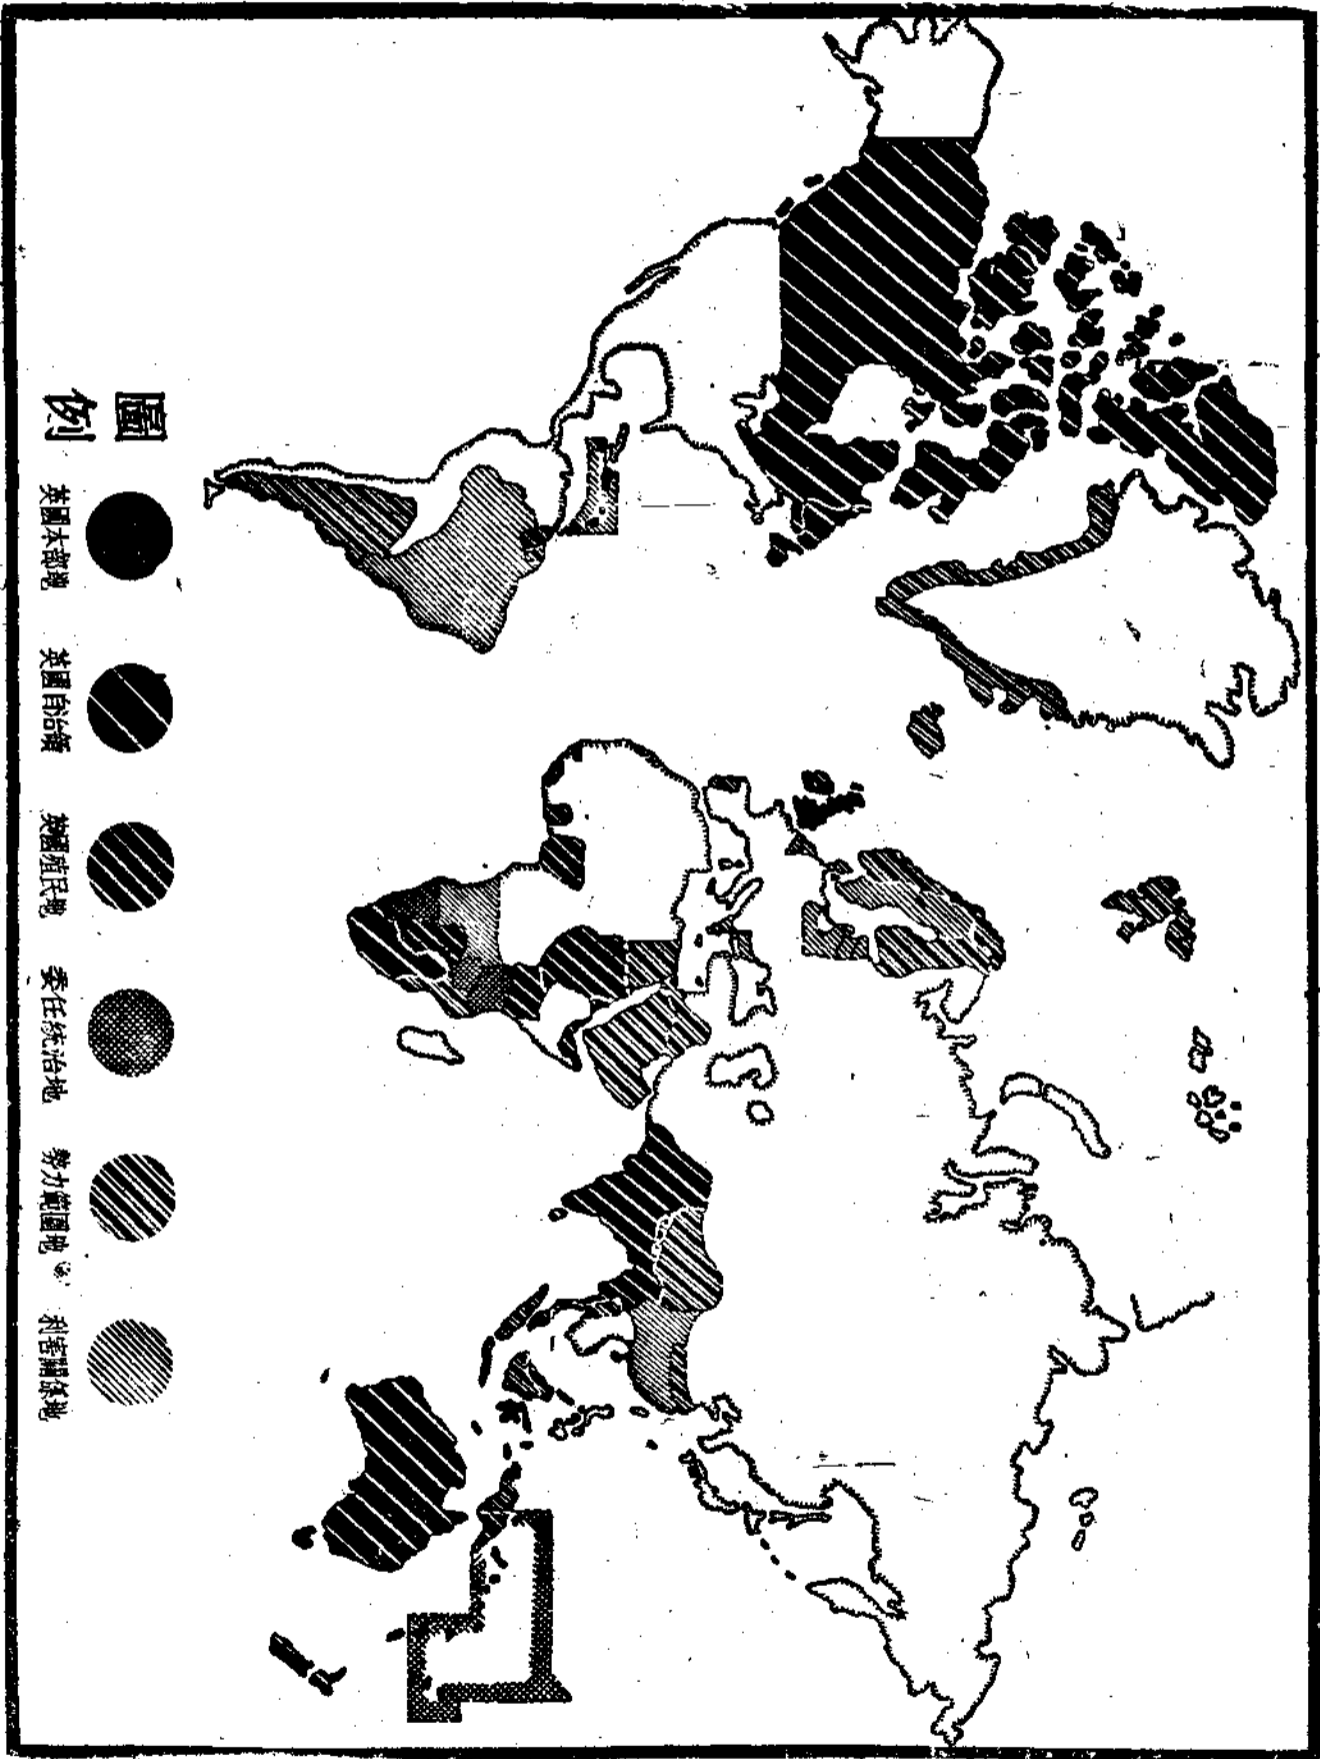 圖例
英國本部地
英國自治領
英國殖民地
委任統治地
勢力範圍地
利害關係地